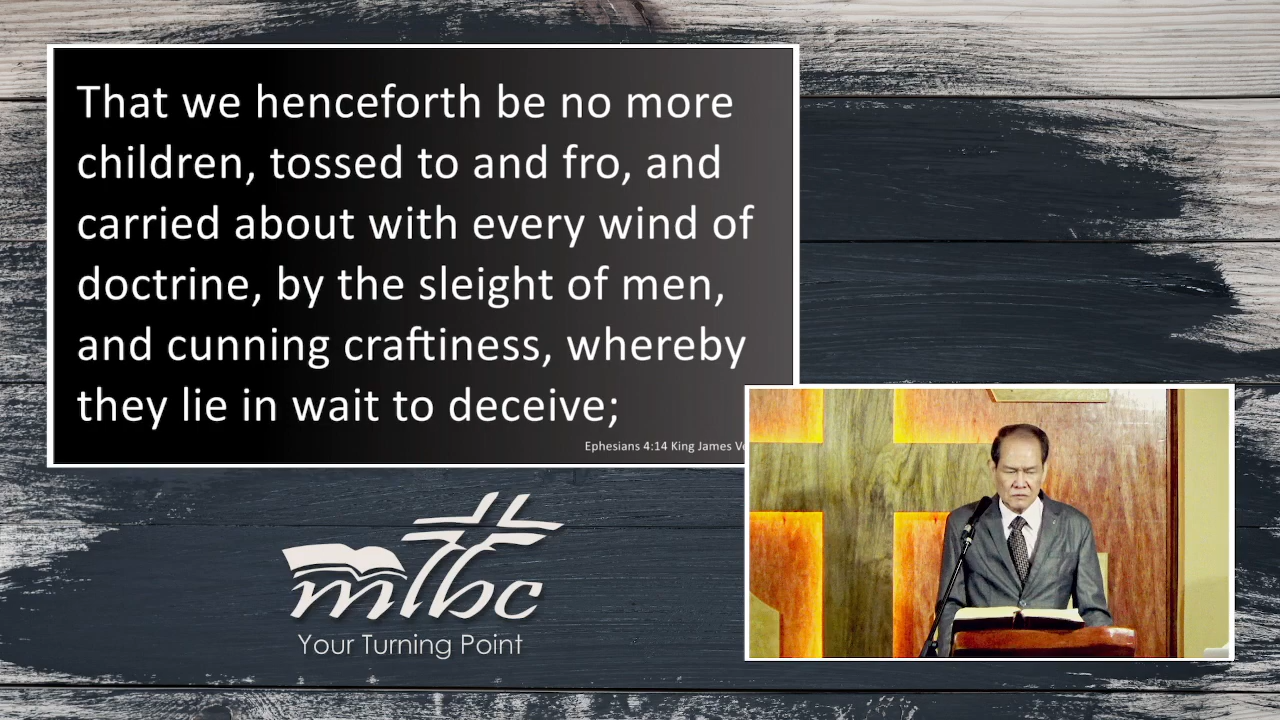 That we henceforth be no more
children, tossed to and fro, and
carried about with every wind of
doctrine, by the sleight of men,
and cunning craftiness, whereby
they lie in wait to deceive;
Ephesians 4:14 King James
mlbc
Your Turning Point